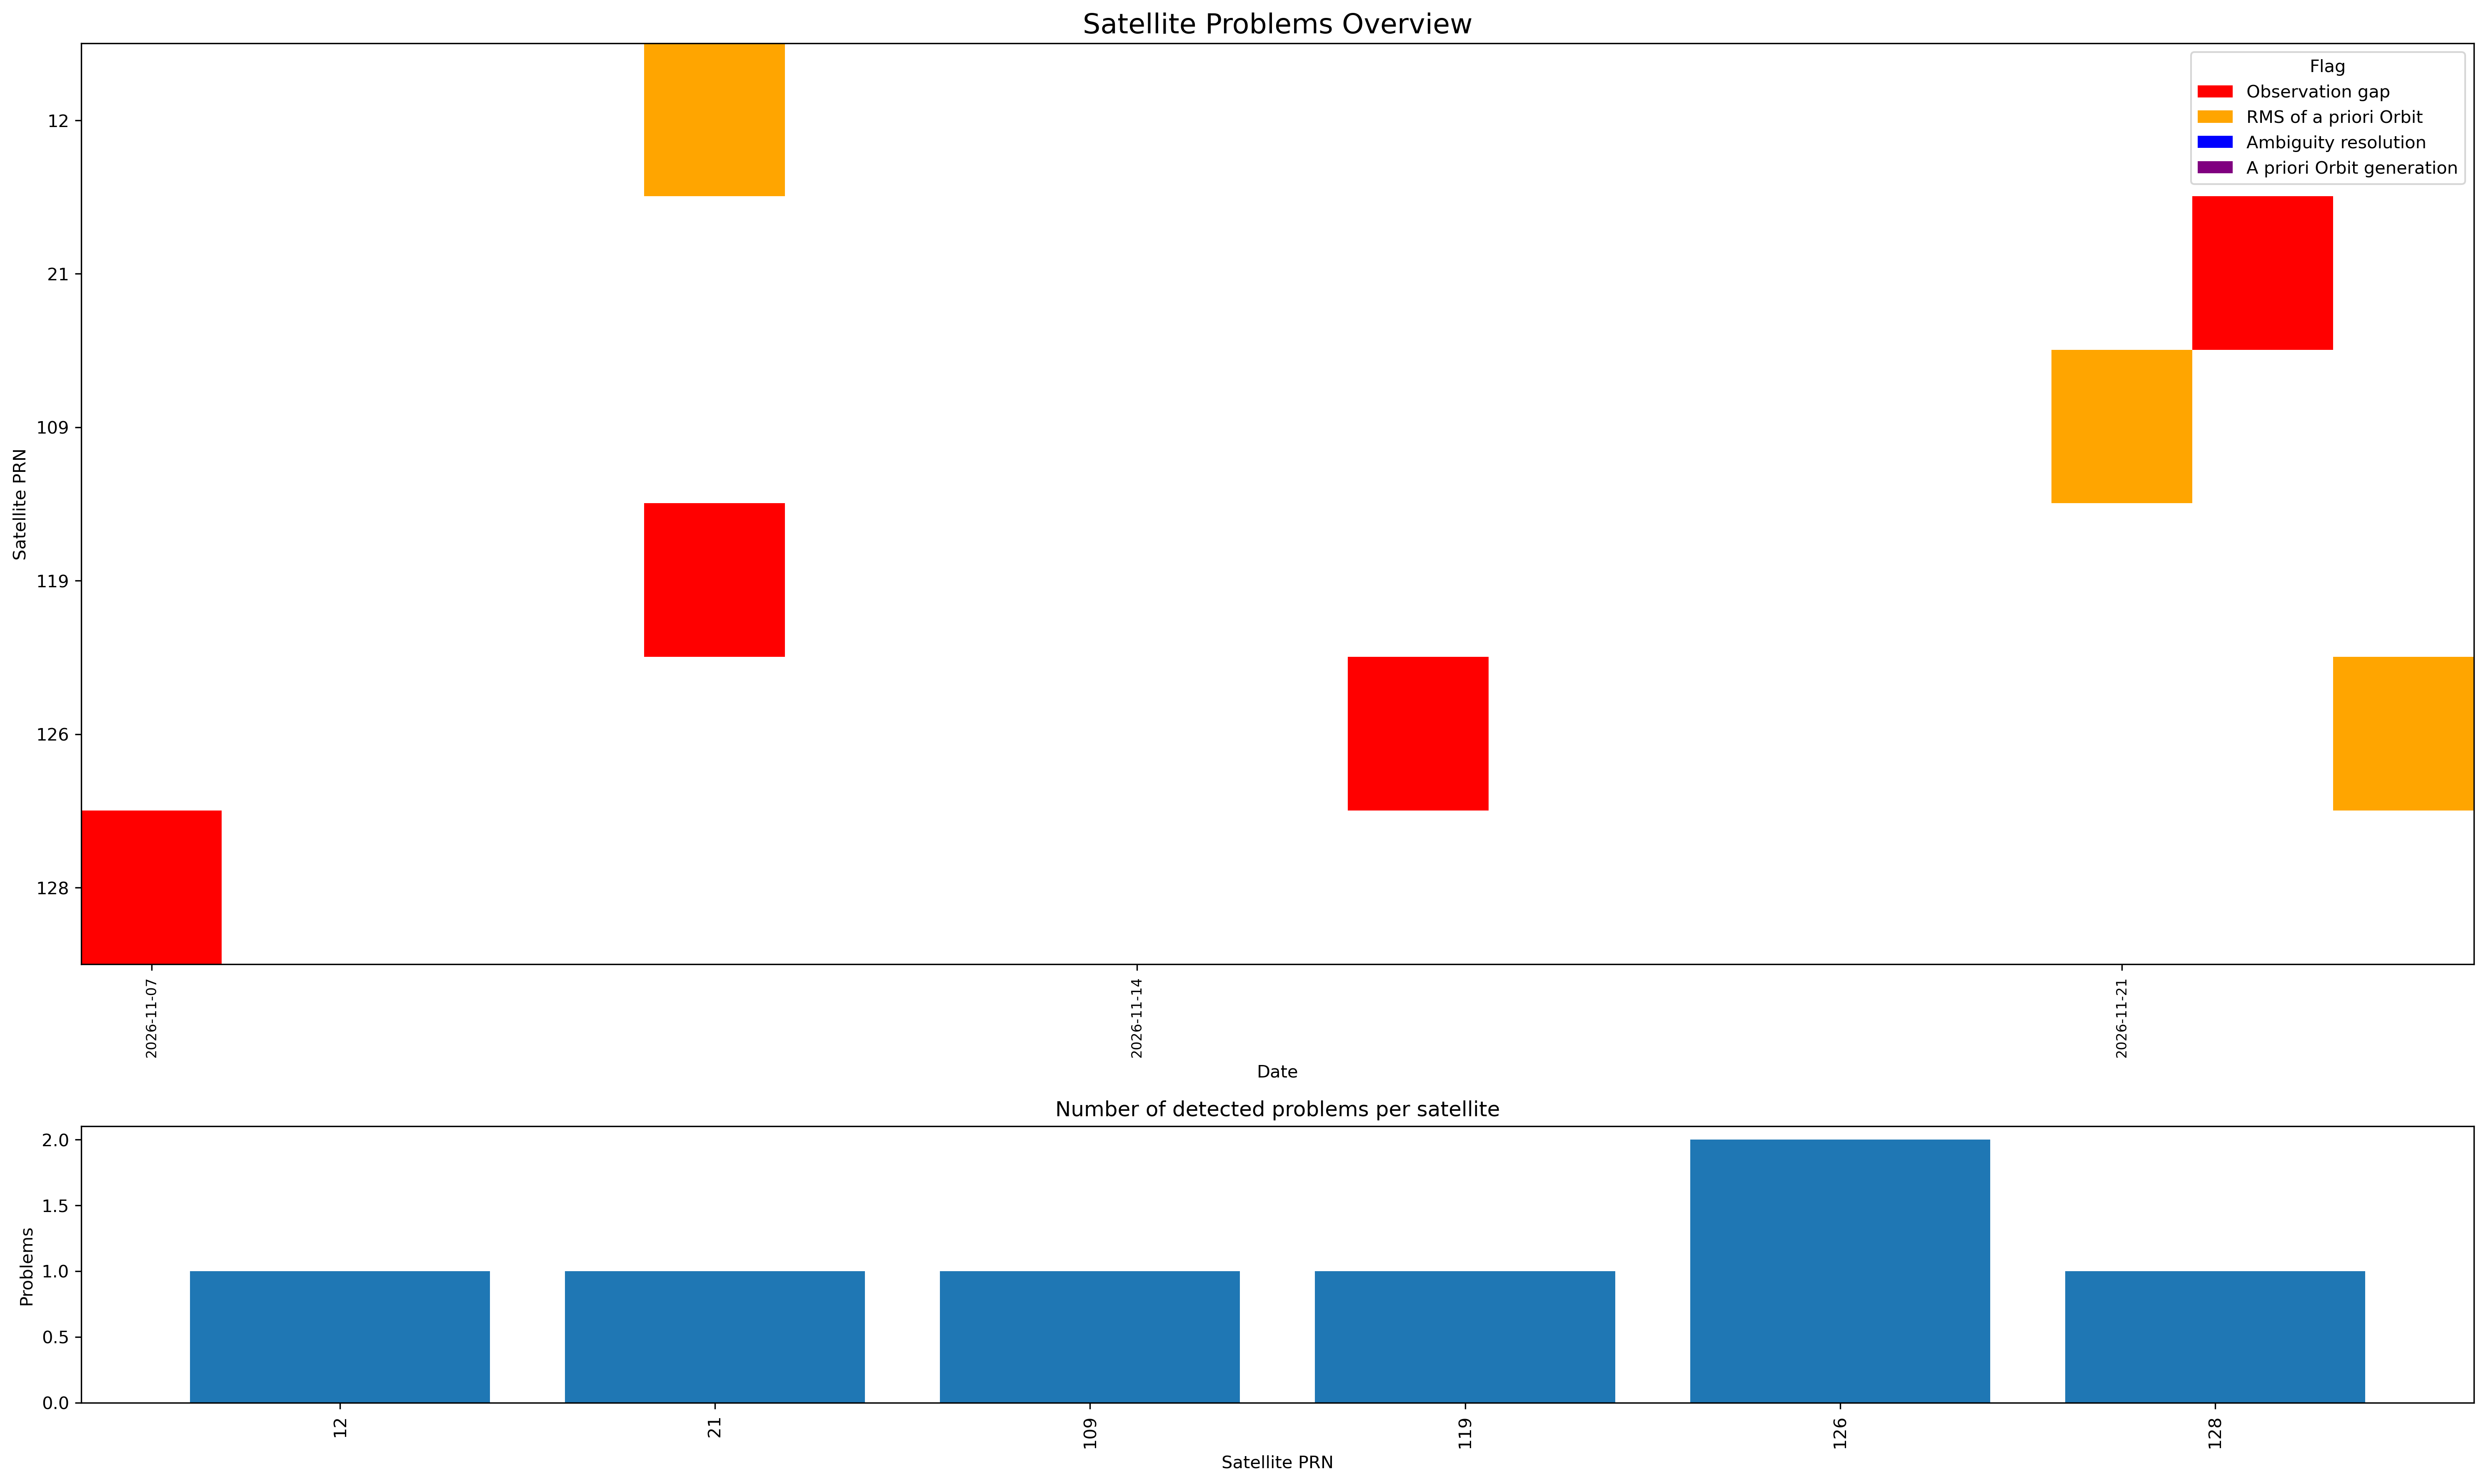 Satellite Problems Overview
Flag
Observation gap
RMS of a priori Orbit
Ambiguity resolution
A priori Orbit generation
Satellite PRN
12
21
109
119
126
128
2026-11-07
2026-11-14
2026-11-21
Date
Number of detected problems per satellite
Problems
2.0
1.5
1.0
0.5
0.0
12
21
109
119
126
128
Satellite PRN